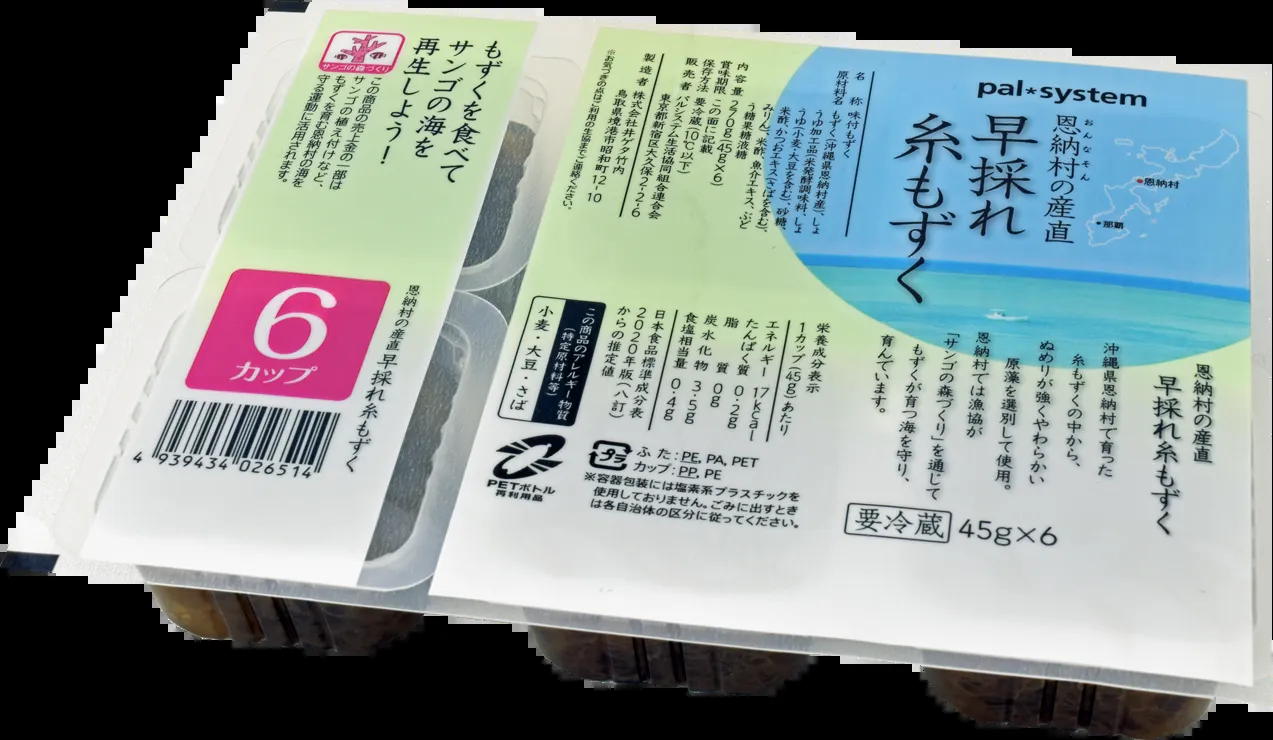 pal*system
恩納村の産直
おんなそん
早採れ
糸もずく
恩納村
那覇
恩納村の産直
早採れ糸もずく
沖縄県恩納村で育った
糸もずくの中から、
ぬめりが強くやわらかい
原藻を選別して使用。
恩納村では漁協が
「サンゴの森づくり」を通じて
もずくが育つ海を守り、
育んでいます。
要冷蔵 45g×6
名 称 味付もずく
原材料名 もずく(沖縄県恩納村産)、しょ
うゆ加工品(米発酵調味料、しょ
うゆ(小麦・大豆を含む)、砂糖、
米酢、かつおエキス(さばを含む)、
みりん)、米酢、魚介エキス、ぶど
う糖果糖液糖
内 容 量 270g(45g×6)
賞味期限 この面に記載
保存方法 要冷蔵(10℃以下)
販 売 者 パルシステム生活協同組合連合会
東京都新宿区大久保2-2-6
製 造 者 株式会社井ゲタ竹内
鳥取県境港市昭和町12-10
※お気づきの点はご利用の生協までご連絡ください。
栄養成分表示
1カップ(45g)あたり
エネルギー 17kcal
たんぱく質 0.2g
脂 質 0g
炭水化物 3.5g
食塩相当量 0.4g
日本食品標準成分表
2020年版(八訂)
からの推定値
この商品のアレルギー物質
(特定原材料等)
小麦・大豆・さば
PETボトル
再利用品
プラ
ふ た:PE, PA, PET
カップ:PP, PE
※容器包装には塩素系プラスチックを
使用しておりません。ごみに出すとき
は各自治体の区分に従ってください。
もずくを食べて
サンゴの海を
再生しよう!
サンゴの森づくり
この商品の売上金の一部は
サンゴの植え付けなど、
もずくを育む恩納村の海を
守る運動に活用されます。
恩納村の産直 早採れ糸もずく
6
カップ
4 939434 026514